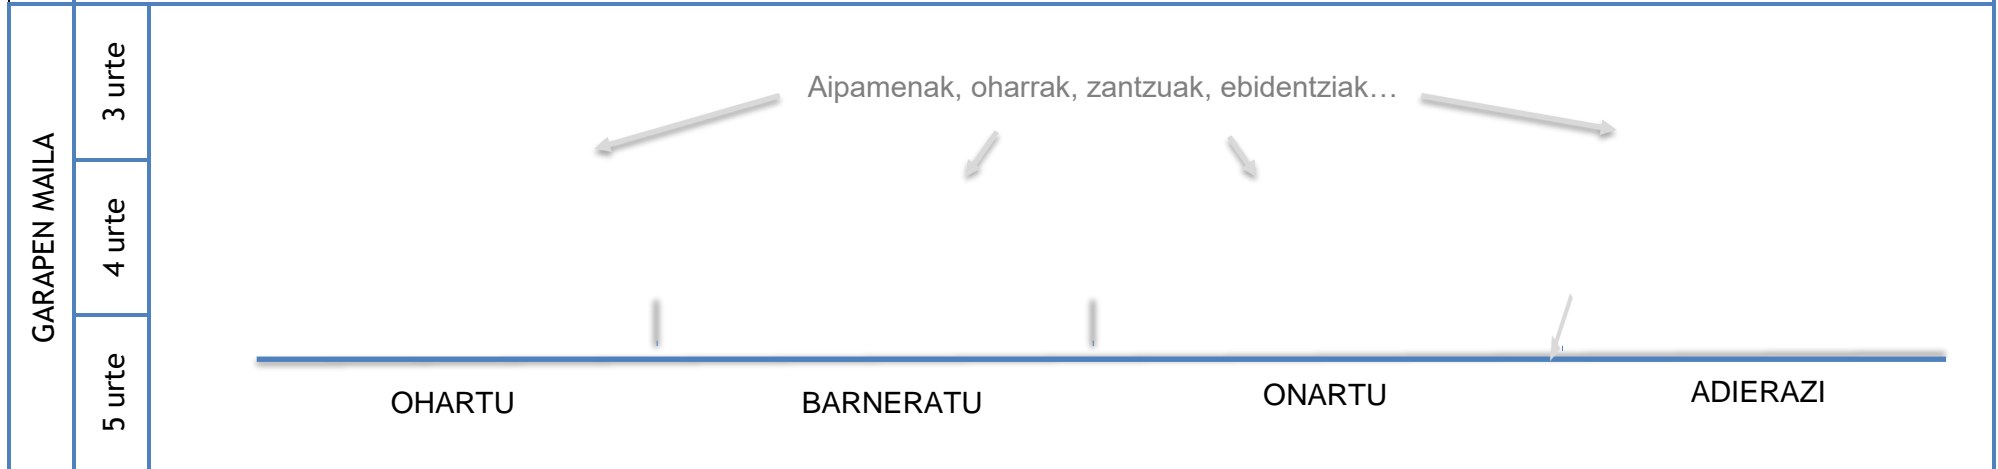 GARAPEN MAILA
3 urte
4 urte
5 urte
Aipamenak, oharrak, zantzuak, ebidentziak…
OHARTU
BARNERATU
ONARTU
ADIERAZI